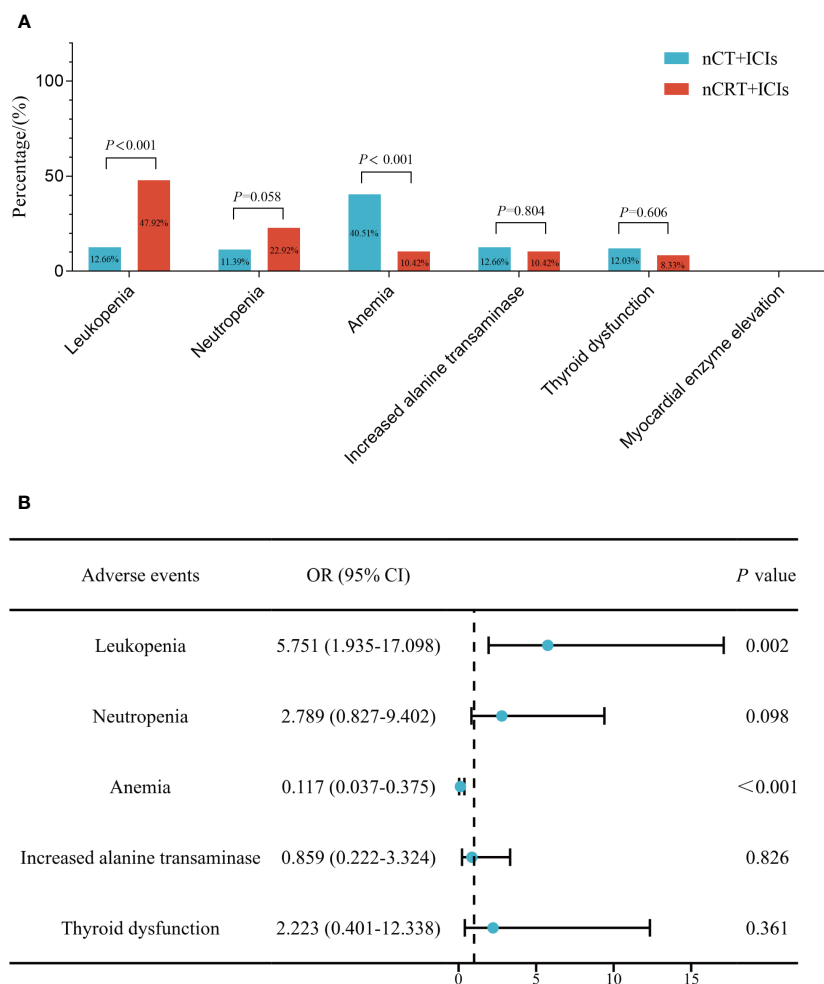 A
Percentage/(%)
100
50
0
nCT+ICIs
nCRT+ICIs
P<0.001
P=0.058
P< 0.001
P=0.804
P=0.606
12.66%
47.92%
11.39%
22.92%
40.51%
10.42%
12.66%
10.42%
12.03%
8.33%
Leukopenia
Neutropenia
Anemia
Increased alanine transaminase
Thyroid dysfunction
Myocardial enzyme elevation
B
Adverse events OR (95% CI) P value
Leukopenia 5.751 (1.935-17.098) 0.002
Neutropenia 2.789 (0.827-9.402) 0.098
Anemia 0.117 (0.037-0.375) <0.001
Increased alanine transaminase 0.859 (0.222-3.324) 0.826
Thyroid dysfunction 2.223 (0.401-12.338) 0.361
0 5 10 15